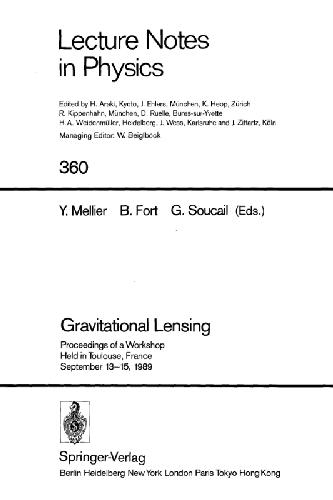 Lecture Notes
in Physics
Edited by H. Araki, Kyoto, J. Ehlers, München, K. Hepp, Zürich
R. Kippenhahn, München, D. Ruelle, Bures-sur-Yvette
H.A. Weidenmüller, Heidelberg, J. Wess, Karlsruhe and J. Zittartz, Köln
Managing Editor: W. Beiglböck
360
Y. Mellier B. Fort G. Soucail (Eds.)
Gravitational Lensing
Proceedings of a Workshop
Held in Toulouse, France
September 13–15, 1989
Springer-Verlag
Berlin Heidelberg New York London Paris Tokyo Hong Kong